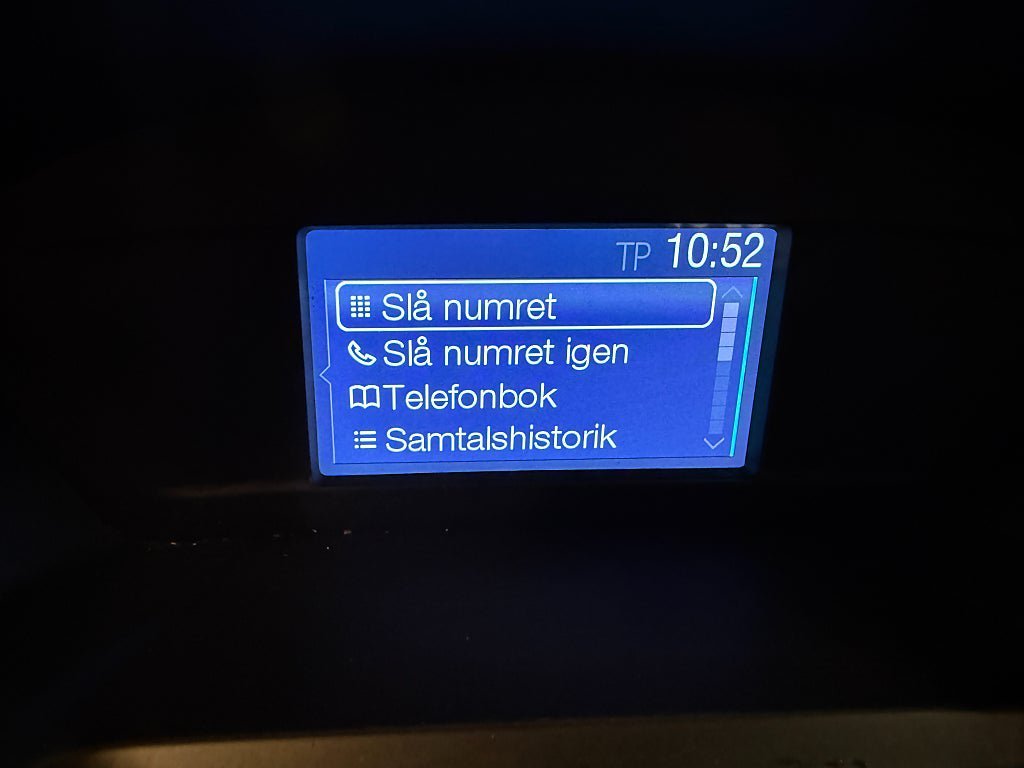 TP 10:52
Slå numret
Slå numret igen
Telefonbok
Samtalshistorik